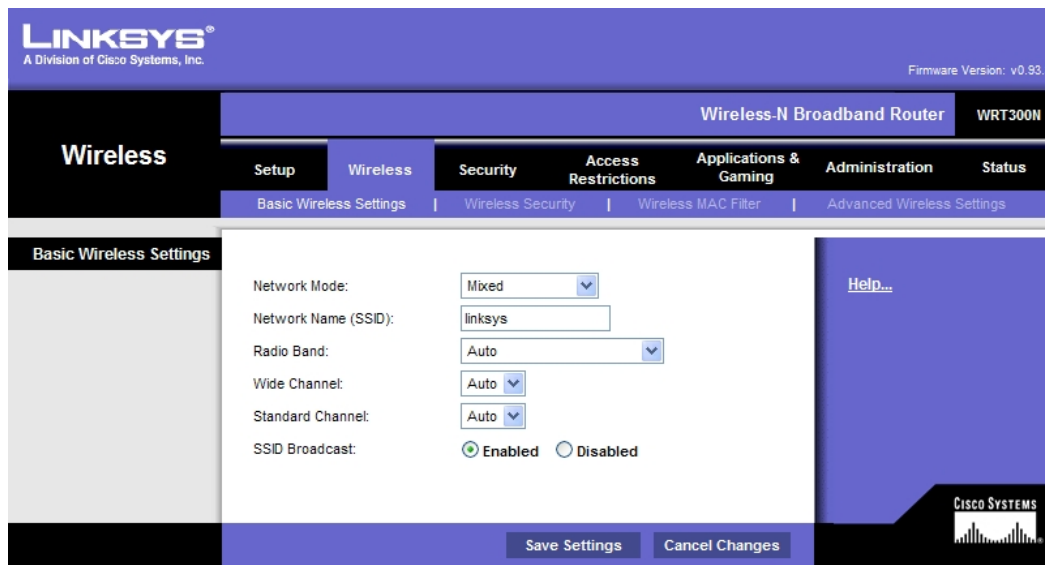 LINKSYS®
A Division of Cisco Systems, Inc.
Firmware Version: v0.93.
Wireless-N Broadband Router WRT300N
Wireless
Setup Wireless Security Access Restrictions Applications & Gaming Administration Status
Basic Wireless Settings | Wireless Security | Wireless MAC Filter | Advanced Wireless Settings
Basic Wireless Settings
Network Mode: Mixed
Help...
Network Name (SSID): linksys
Radio Band: Auto
Wide Channel: Auto
Standard Channel: Auto
SSID Broadcast: Enabled Disabled
CISCO SYSTEMS
Save Settings Cancel Changes